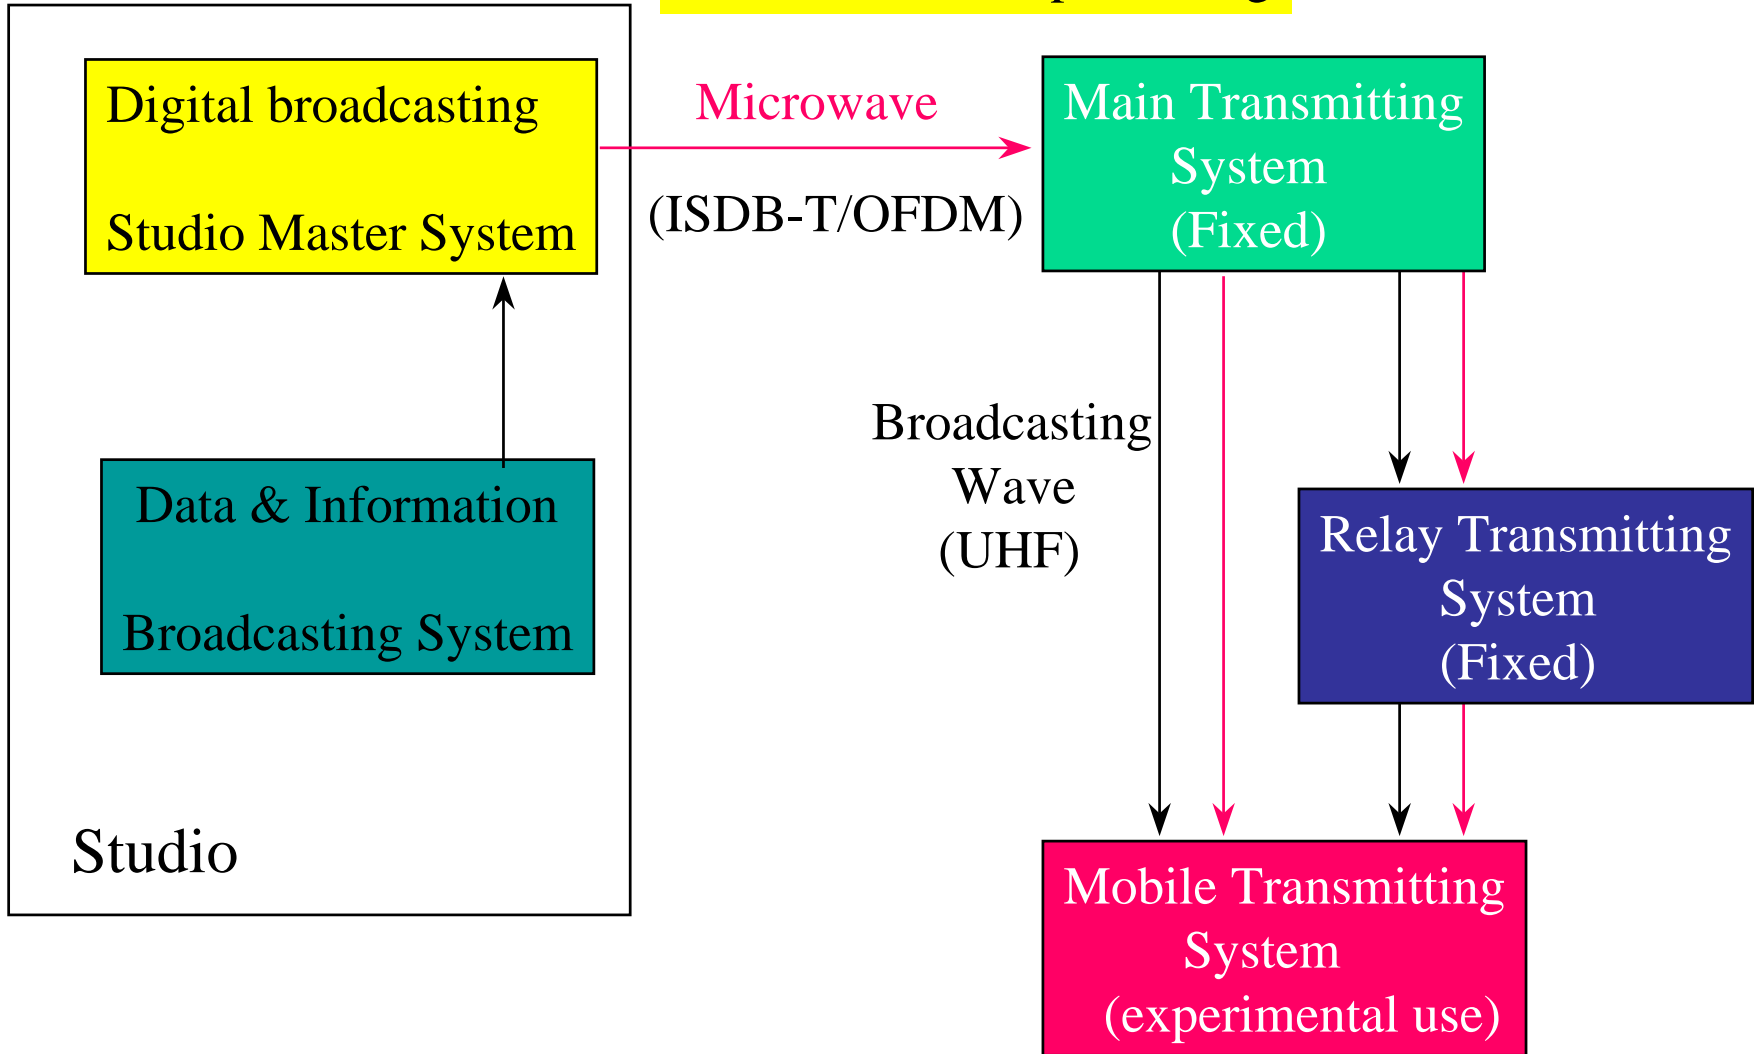 Digital broadcasting
Studio Master System
Microwave
(ISDB-T/OFDM)
Main Transmitting
System
(Fixed)
Data & Information
Broadcasting System
Broadcasting
Wave
(UHF)
Relay Transmitting
System
(Fixed)
Studio
Mobile Transmitting
System
(experimental use)